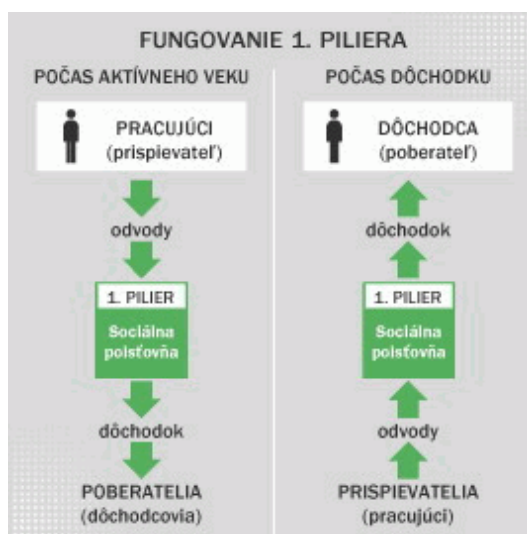 FUNGOVANIE 1. PILIERA
POČAS AKTÍVNEHO VEKU
PRACUJÚCI
(prispievateľ)
odvody
1. PILIER
Sociálna
poisťovňa
dôchodok
POBERATELIA
(dôchodcovia)
POČAS DÔCHODKU
DÔCHODCA
(poberateľ)
dôchodok
1. PILIER
Sociálna
poisťovňa
odvody
PRISPIEVATELIA
(pracujúci)